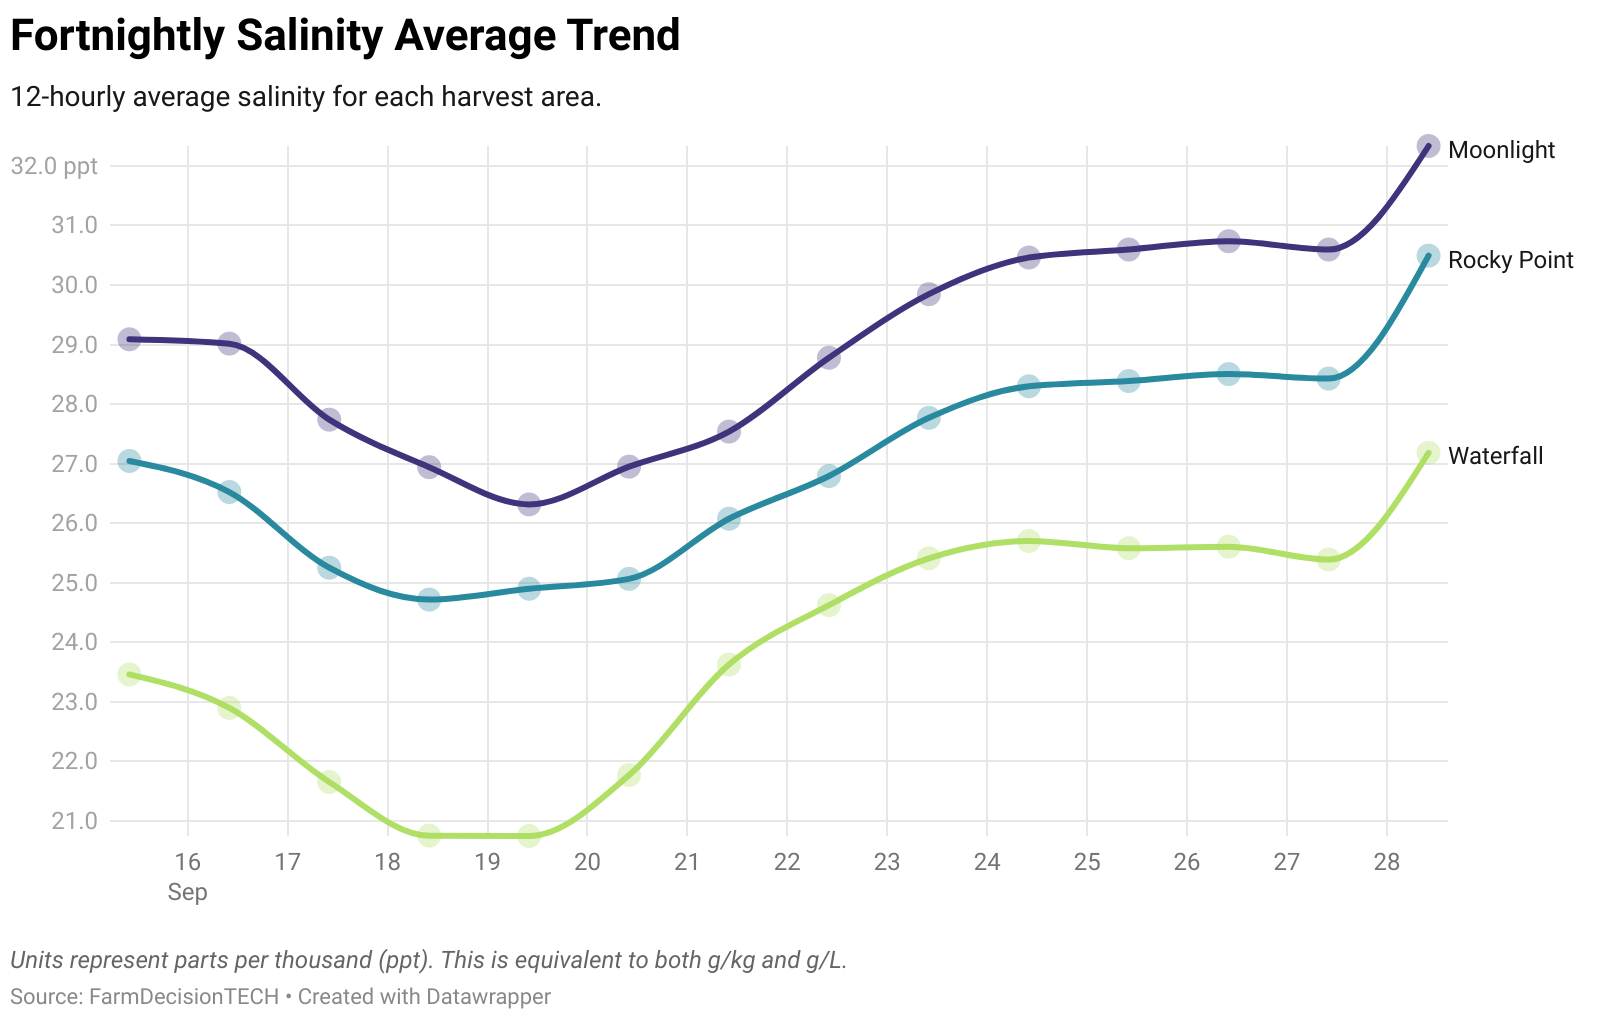 Fortnightly Salinity Average Trend
12-hourly average salinity for each harvest area.
32.0 ppt
31.0
30.0
29.0
28.0
27.0
26.0
25.0
24.0
23.0
22.0
21.0
Moonlight
Rocky Point
Waterfall
16 17 18 19 20 21 22 23 24 25 26 27 28
Sep
Units represent parts per thousand (ppt). This is equivalent to both g/kg and g/L.
Source: FarmDecisionTECH • Created with Datawrapper